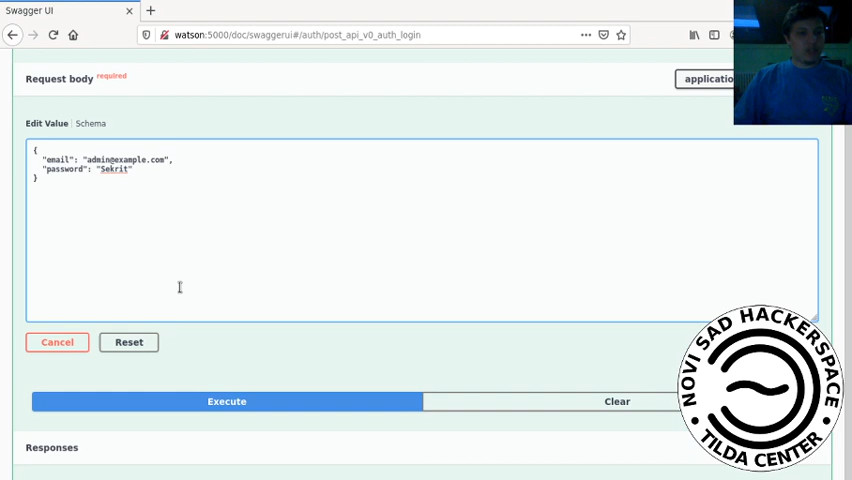 Swagger UI
watson:5000/doc/swaggerui#/auth/post_api_v0_auth_login
Request body required
applicatio
Edit Value | Schema
{
"email": "admin@example.com",
"password": "Sekrit"
}
Cancel
Reset
Execute
Clear
Responses
NOVI SAD HACKERSPACE
• TILDA CENTER •